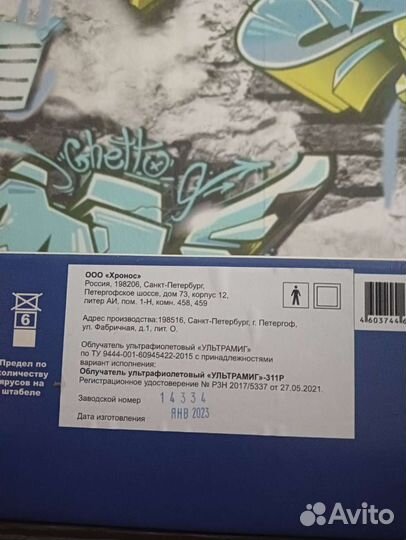 Ghetto
ООО «Хронос»
Россия. 198206, Санкт-Петербург,
Петергофское шоссе, дом 73, корпус 12,
литер АИ, пом. 1-Н, комн. 458, 459
Адрес производства:198516, Санкт-Петербург, г. Петергоф,
ул. Фабричная, д.1, лит. О.
Облучатель ультрафиолетовый «УЛЬТРАМИГ»
по ТУ 9444-001-60945422-2015 с принадлежностями
вариант исполнения:
Облучатель ультрафиолетовый «УЛЬТРАМИГ»-311Р
Регистрационное удостоверение № РЗН 2017/5337 от 27.05.2021.
Заводской номер 14334
Дата изготовления ЯНВ 2023
6
Предел по
количеству
ярусов на
штабеле
4603744
Avito